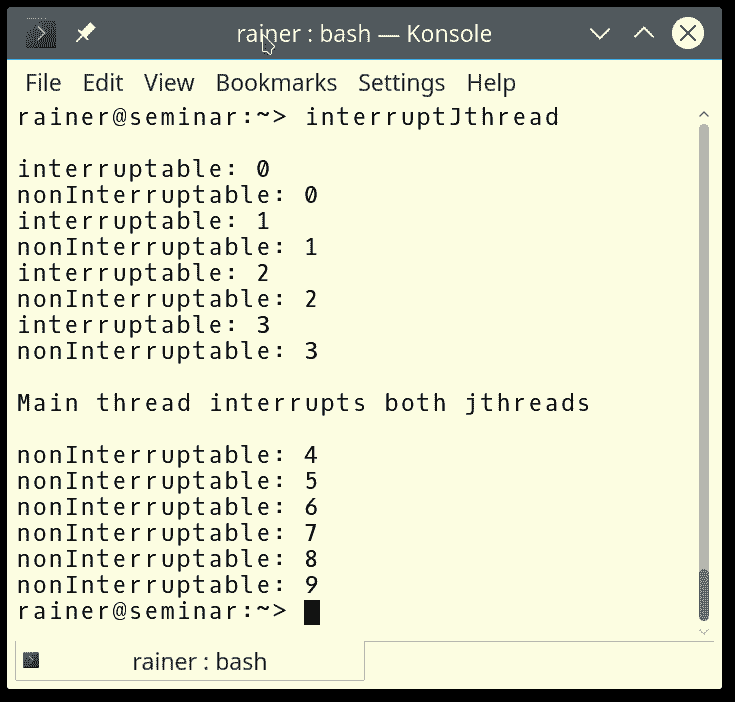 rainer : bash — Konsole
File Edit View Bookmarks Settings Help
rainer@seminar:~> interruptJthread
interruptable: 0
nonInterruptable: 0
interruptable: 1
nonInterruptable: 1
interruptable: 2
nonInterruptable: 2
interruptable: 3
nonInterruptable: 3
Main thread interrupts both jthreads
nonInterruptable: 4
nonInterruptable: 5
nonInterruptable: 6
nonInterruptable: 7
nonInterruptable: 8
nonInterruptable: 9
rainer@seminar:~>
rainer : bash